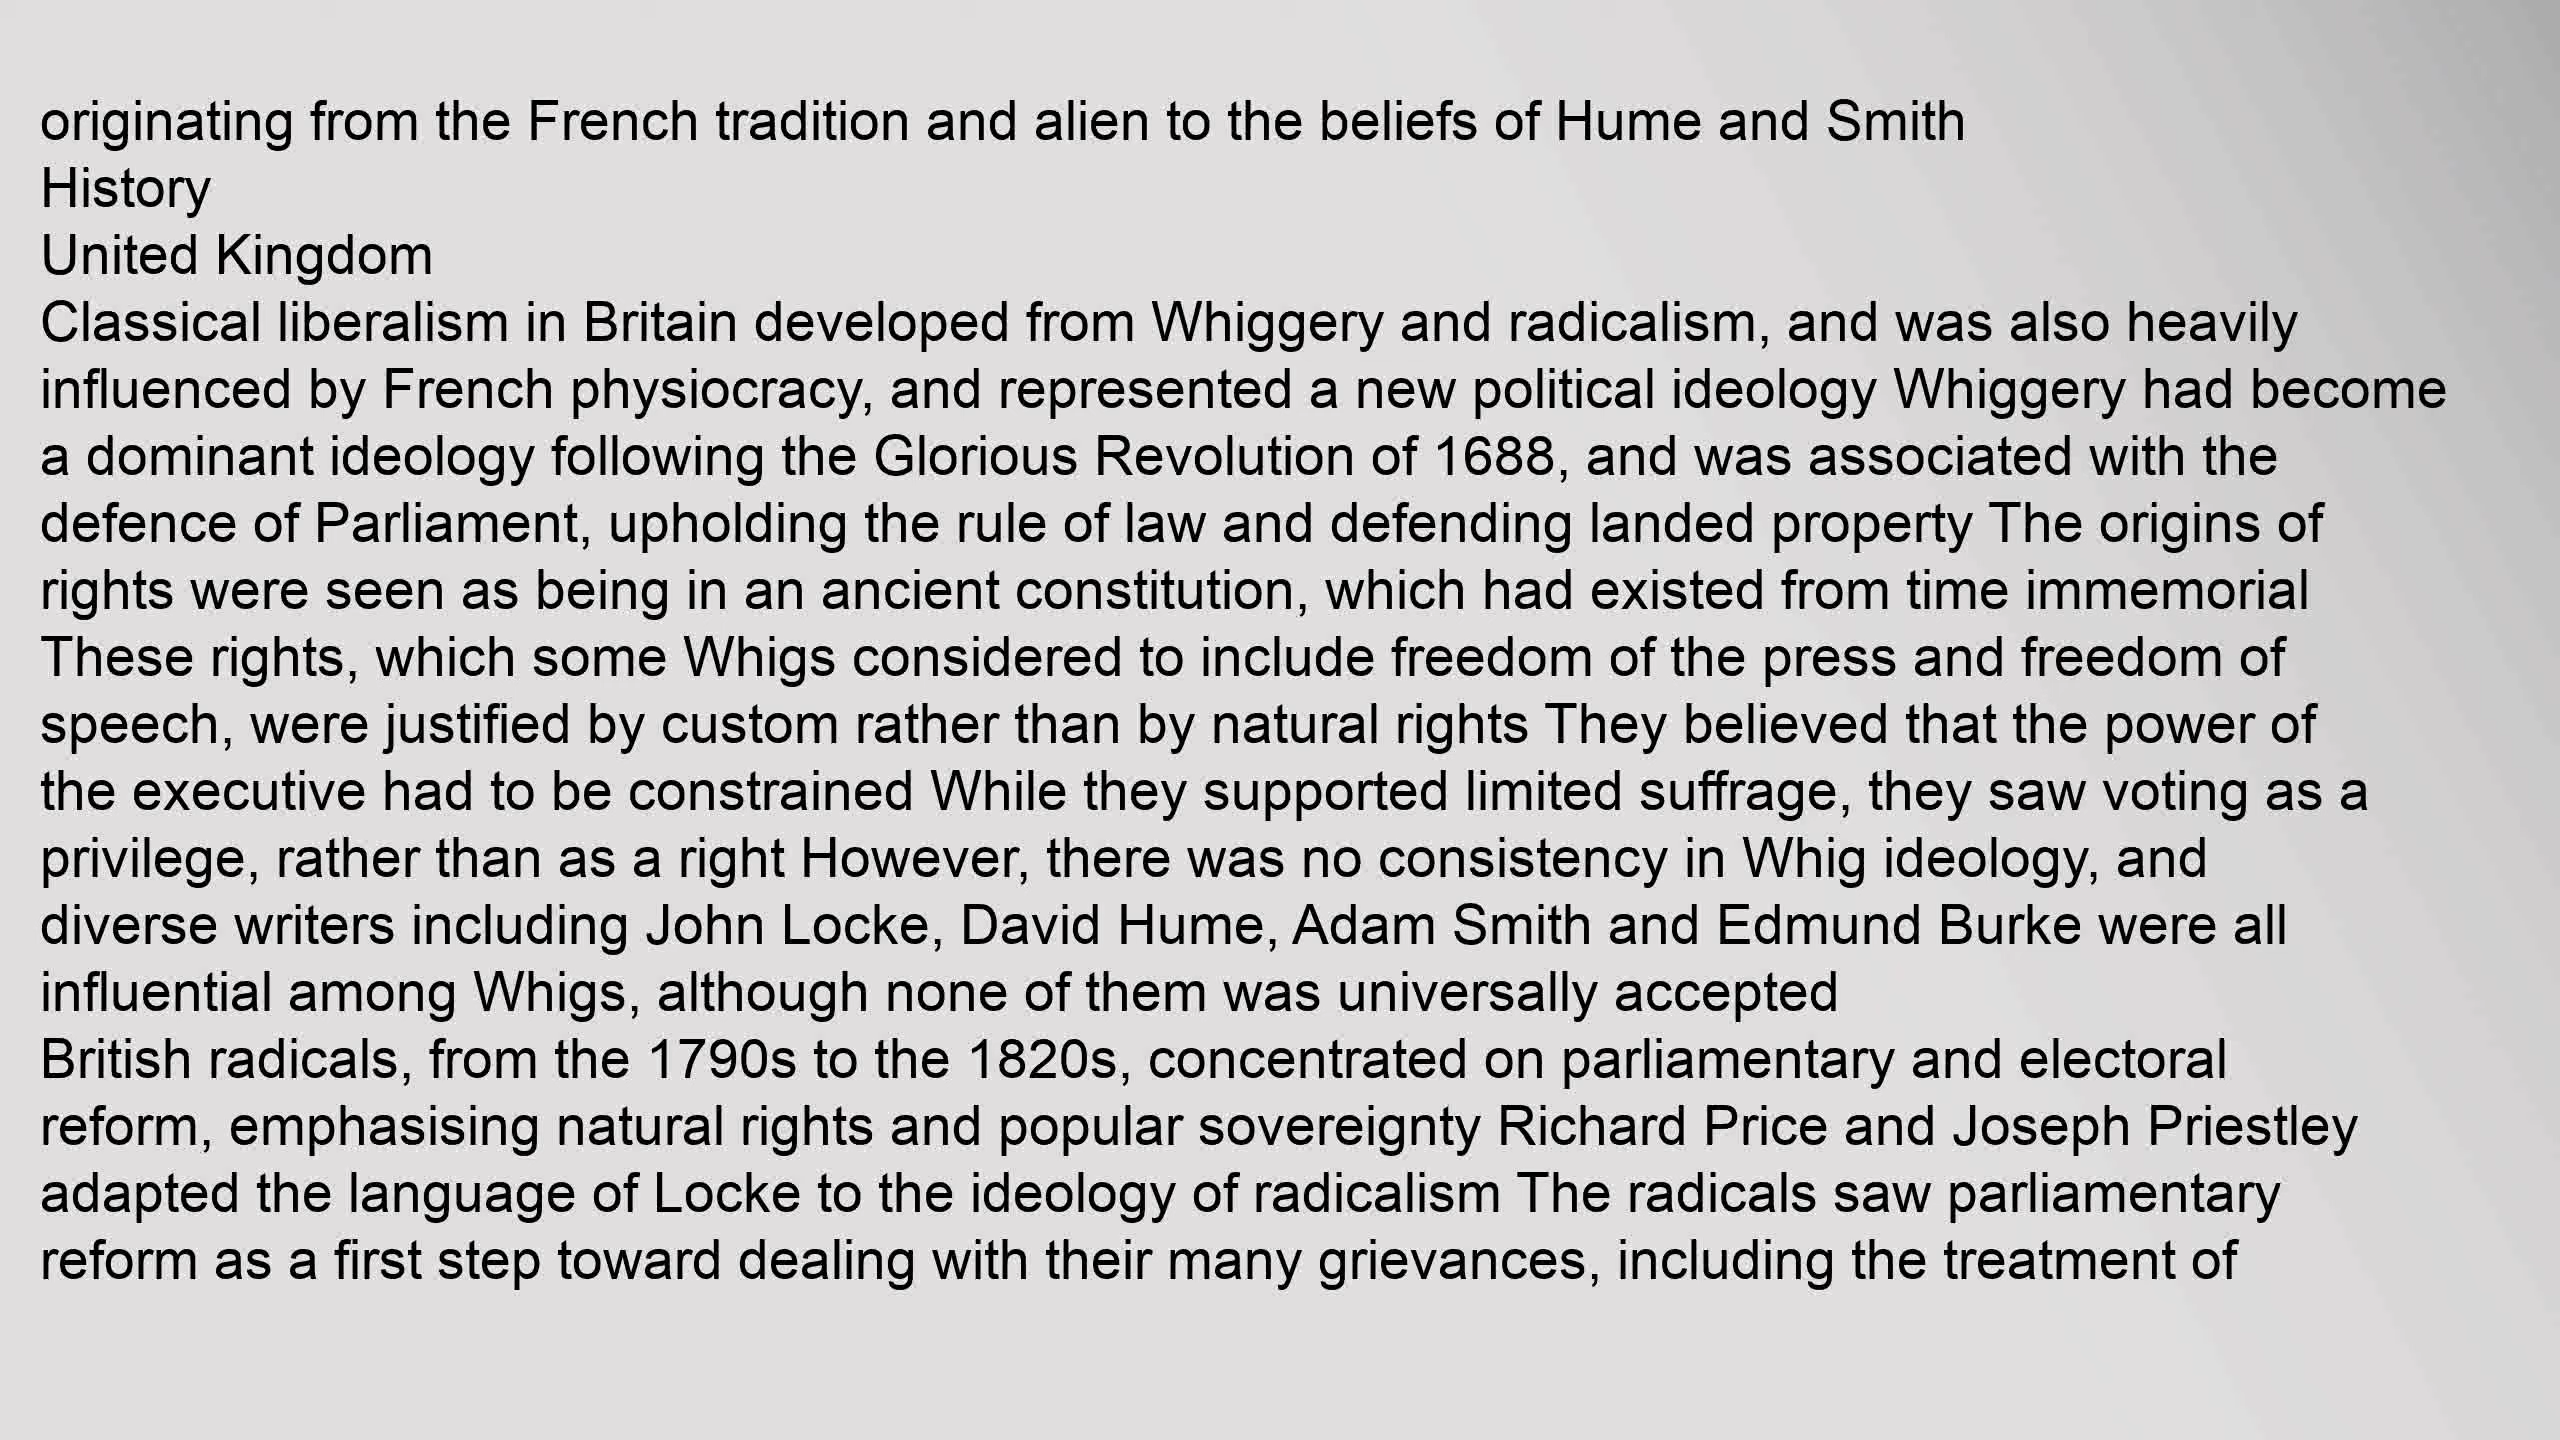 originating from the French tradition and alien to the beliefs of Hume and Smith
History
United Kingdom
Classical liberalism in Britain developed from Whiggery and radicalism, and was also heavily
influenced by French physiocracy, and represented a new political ideology Whiggery had become
a dominant ideology following the Glorious Revolution of 1688, and was associated with the
defence of Parliament, upholding the rule of law and defending landed property The origins of
rights were seen as being in an ancient constitution, which had existed from time immemorial
These rights, which some Whigs considered to include freedom of the press and freedom of
speech, were justified by custom rather than by natural rights They believed that the power of
the executive had to be constrained While they supported limited suffrage, they saw voting as a
privilege, rather than as a right However, there was no consistency in Whig ideology, and
diverse writers including John Locke, David Hume, Adam Smith and Edmund Burke were all
influential among Whigs, although none of them was universally accepted
British radicals, from the 1790s to the 1820s, concentrated on parliamentary and electoral
reform, emphasising natural rights and popular sovereignty Richard Price and Joseph Priestley
adapted the language of Locke to the ideology of radicalism The radicals saw parliamentary
reform as a first step toward dealing with their many grievances, including the treatment of